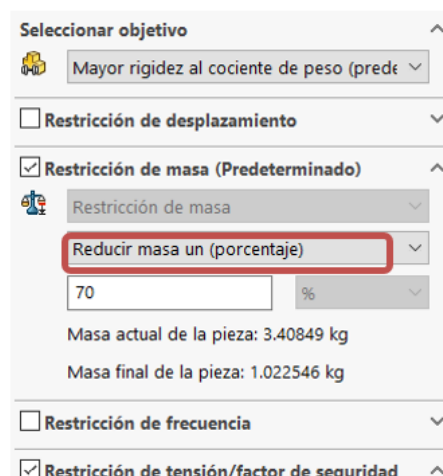 Seleccionar objetivo
Mayor rigidez al cociente de peso (prede
Restricción de desplazamiento
Restricción de masa (Predeterminado)
Restricción de masa
Reducir masa un (porcentaje)
70 %
Masa actual de la pieza: 3.40849 kg
Masa final de la pieza: 1.022546 kg
Restricción de frecuencia
Restricción de tensión/factor de seguridad